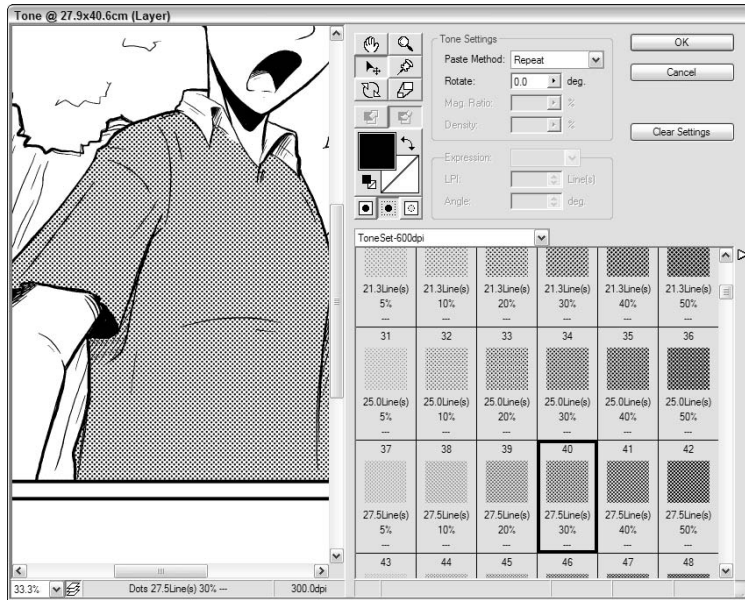 Tone @ 27.9x40.6cm (Layer)
Tone Settings
Paste Method: Repeat
Rotate: 0.0 deg.
Mag. Ratio: %
Density: %
Expression:
LPI: Line(s)
Angle: deg.
OK
Cancel
Clear Settings
ToneSet-600dpi
21.3Line(s) 21.3Line(s) 21.3Line(s) 21.3Line(s) 21.3Line(s) 21.3Line(s)
5% 10% 20% 30% 40% 50%
--- --- --- --- --- ---
31 32 33 34 35 36
25.0Line(s) 25.0Line(s) 25.0Line(s) 25.0Line(s) 25.0Line(s) 25.0Line(s)
5% 10% 20% 30% 40% 50%
--- --- --- --- --- ---
37 38 39 40 41 42
27.5Line(s) 27.5Line(s) 27.5Line(s) 27.5Line(s) 27.5Line(s) 27.5Line(s)
5% 10% 20% 30% 40% 50%
--- --- --- --- --- ---
43 44 45 46 47 48
33.3% Dots 27.5Line(s) 30% --- 300.0dpi